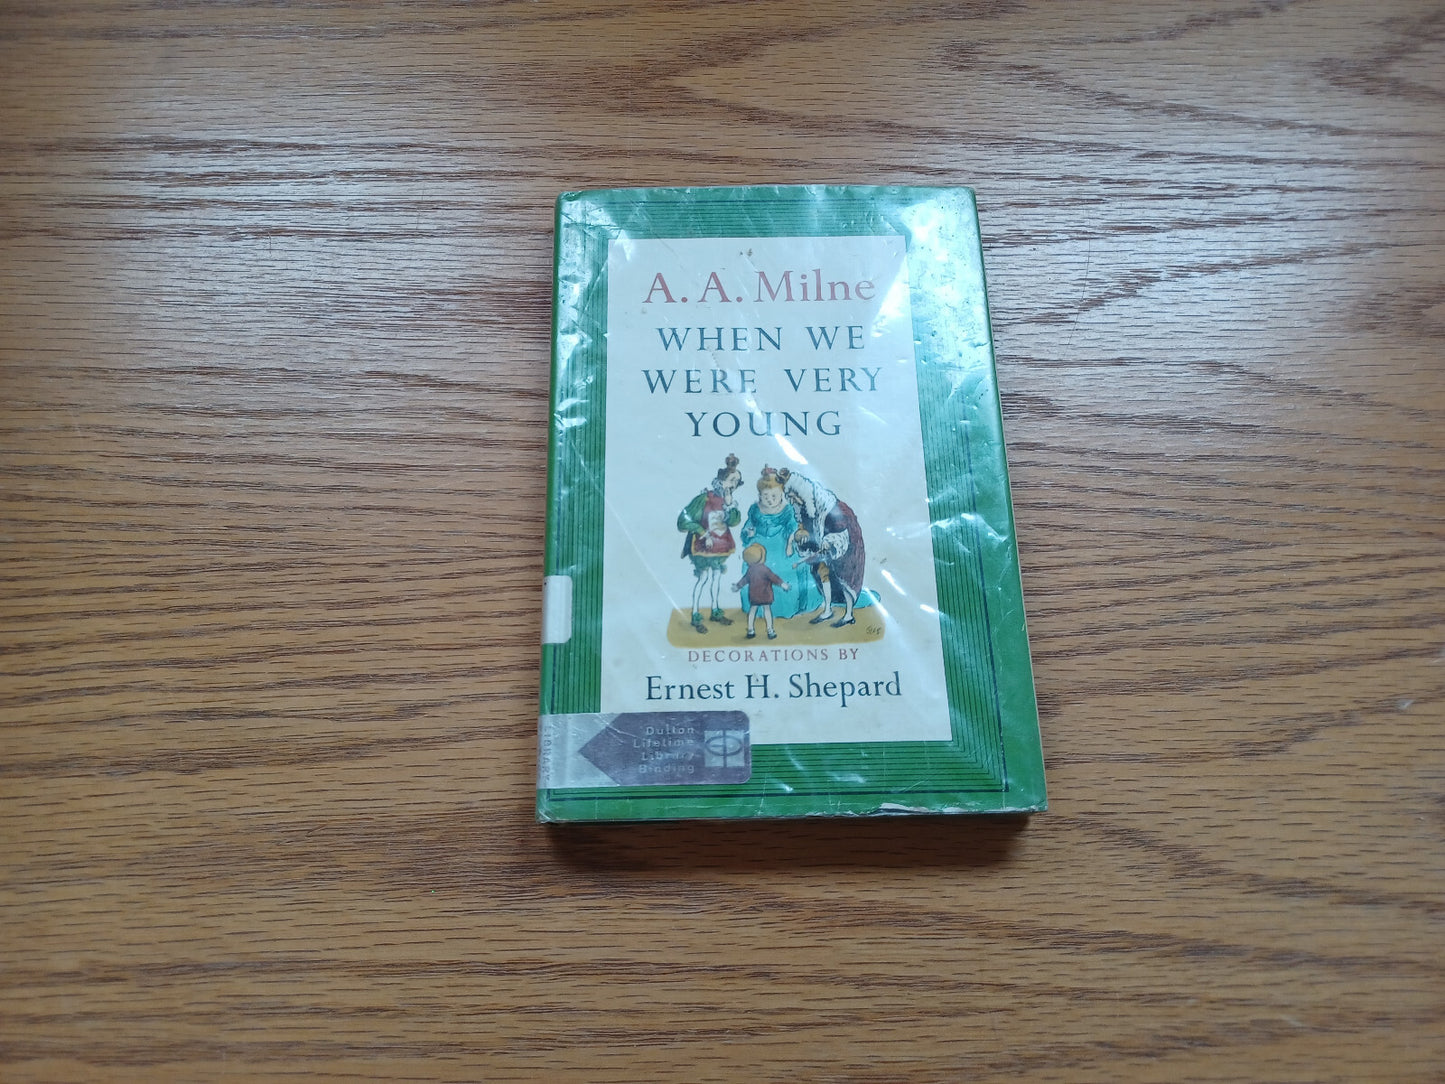 A. A. Milne
WHEN WE
WERE VERY
YOUNG
DECORATIONS BY
Ernest H. Shepard
Dutton
Lifetime
Library
Binding